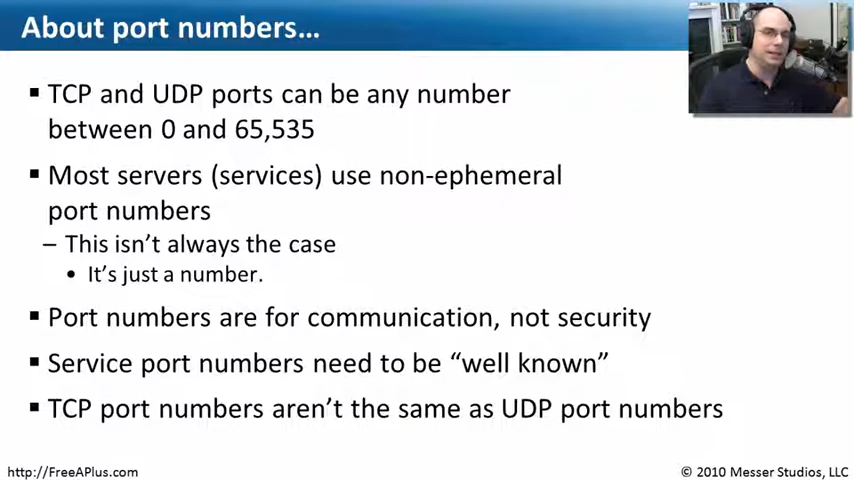 About port numbers…
▪ TCP and UDP ports can be any number
between 0 and 65,535
▪ Most servers (services) use non-ephemeral
port numbers
– This isn't always the case
• It's just a number.
▪ Port numbers are for communication, not security
▪ Service port numbers need to be “well known”
▪ TCP port numbers aren't the same as UDP port numbers
http://FreeAPlus.com
© 2010 Messer Studios, LLC